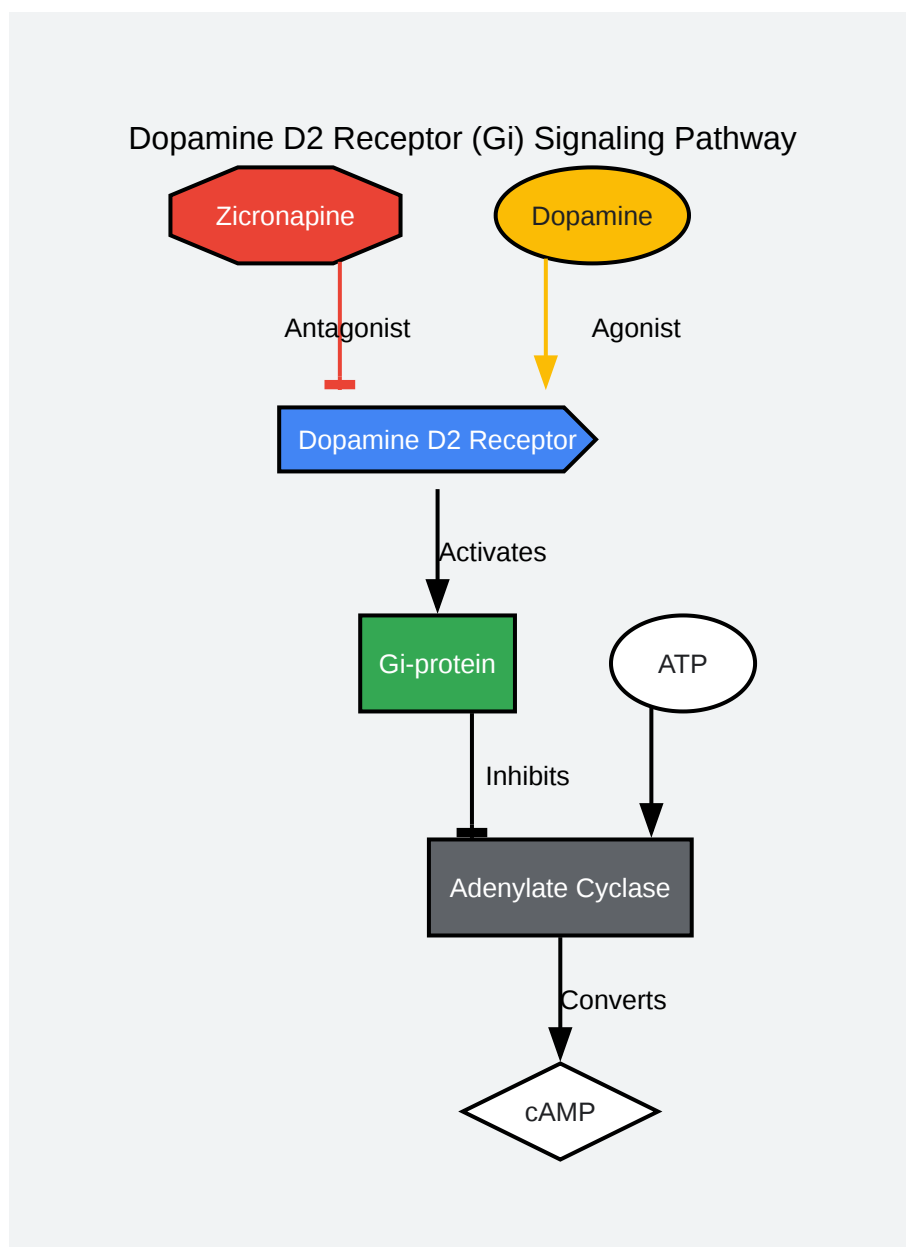 Dopamine D2 Receptor (Gi) Signaling Pathway
Zicronapine
Dopamine
Antagonist
Agonist
Dopamine D2 Receptor
Activates
Gi-protein
ATP
Inhibits
Adenylate Cyclase
Converts
cAMP